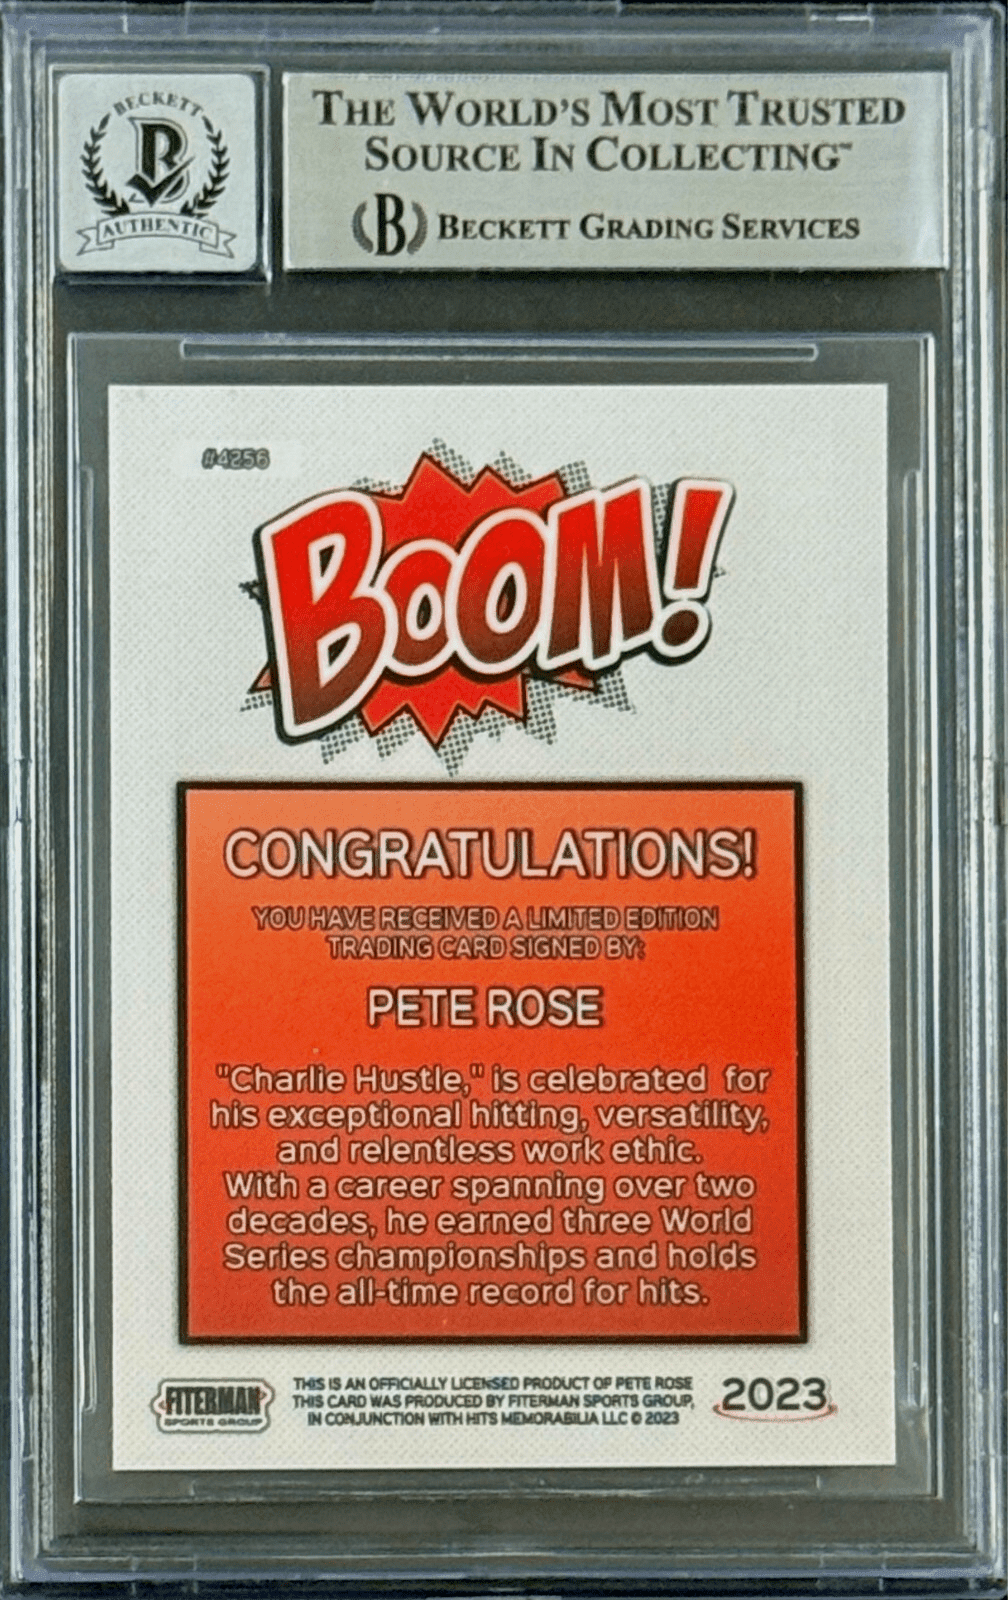 BECKETT
B
AUTHENTIC
THE WORLD'S MOST TRUSTED
SOURCE IN COLLECTING™
(B) BECKETT GRADING SERVICES
#4256
BOOM!
CONGRATULATIONS!
YOU HAVE RECEIVED A LIMITED EDITION
TRADING CARD SIGNED BY:
PETE ROSE
"Charlie Hustle," is celebrated for
his exceptional hitting, versatility,
and relentless work ethic.
With a career spanning over two
decades, he earned three World
Series championships and holds
the all-time record for hits.
FITERMAN
SPORTS GROUP
THIS IS AN OFFICIALLY LICENSED PRODUCT OF PETE ROSE
THIS CARD WAS PRODUCED BY FITERMAN SPORTS GROUP,
IN CONJUNCTION WITH HITS MEMORABILIA LLC © 2023
2023